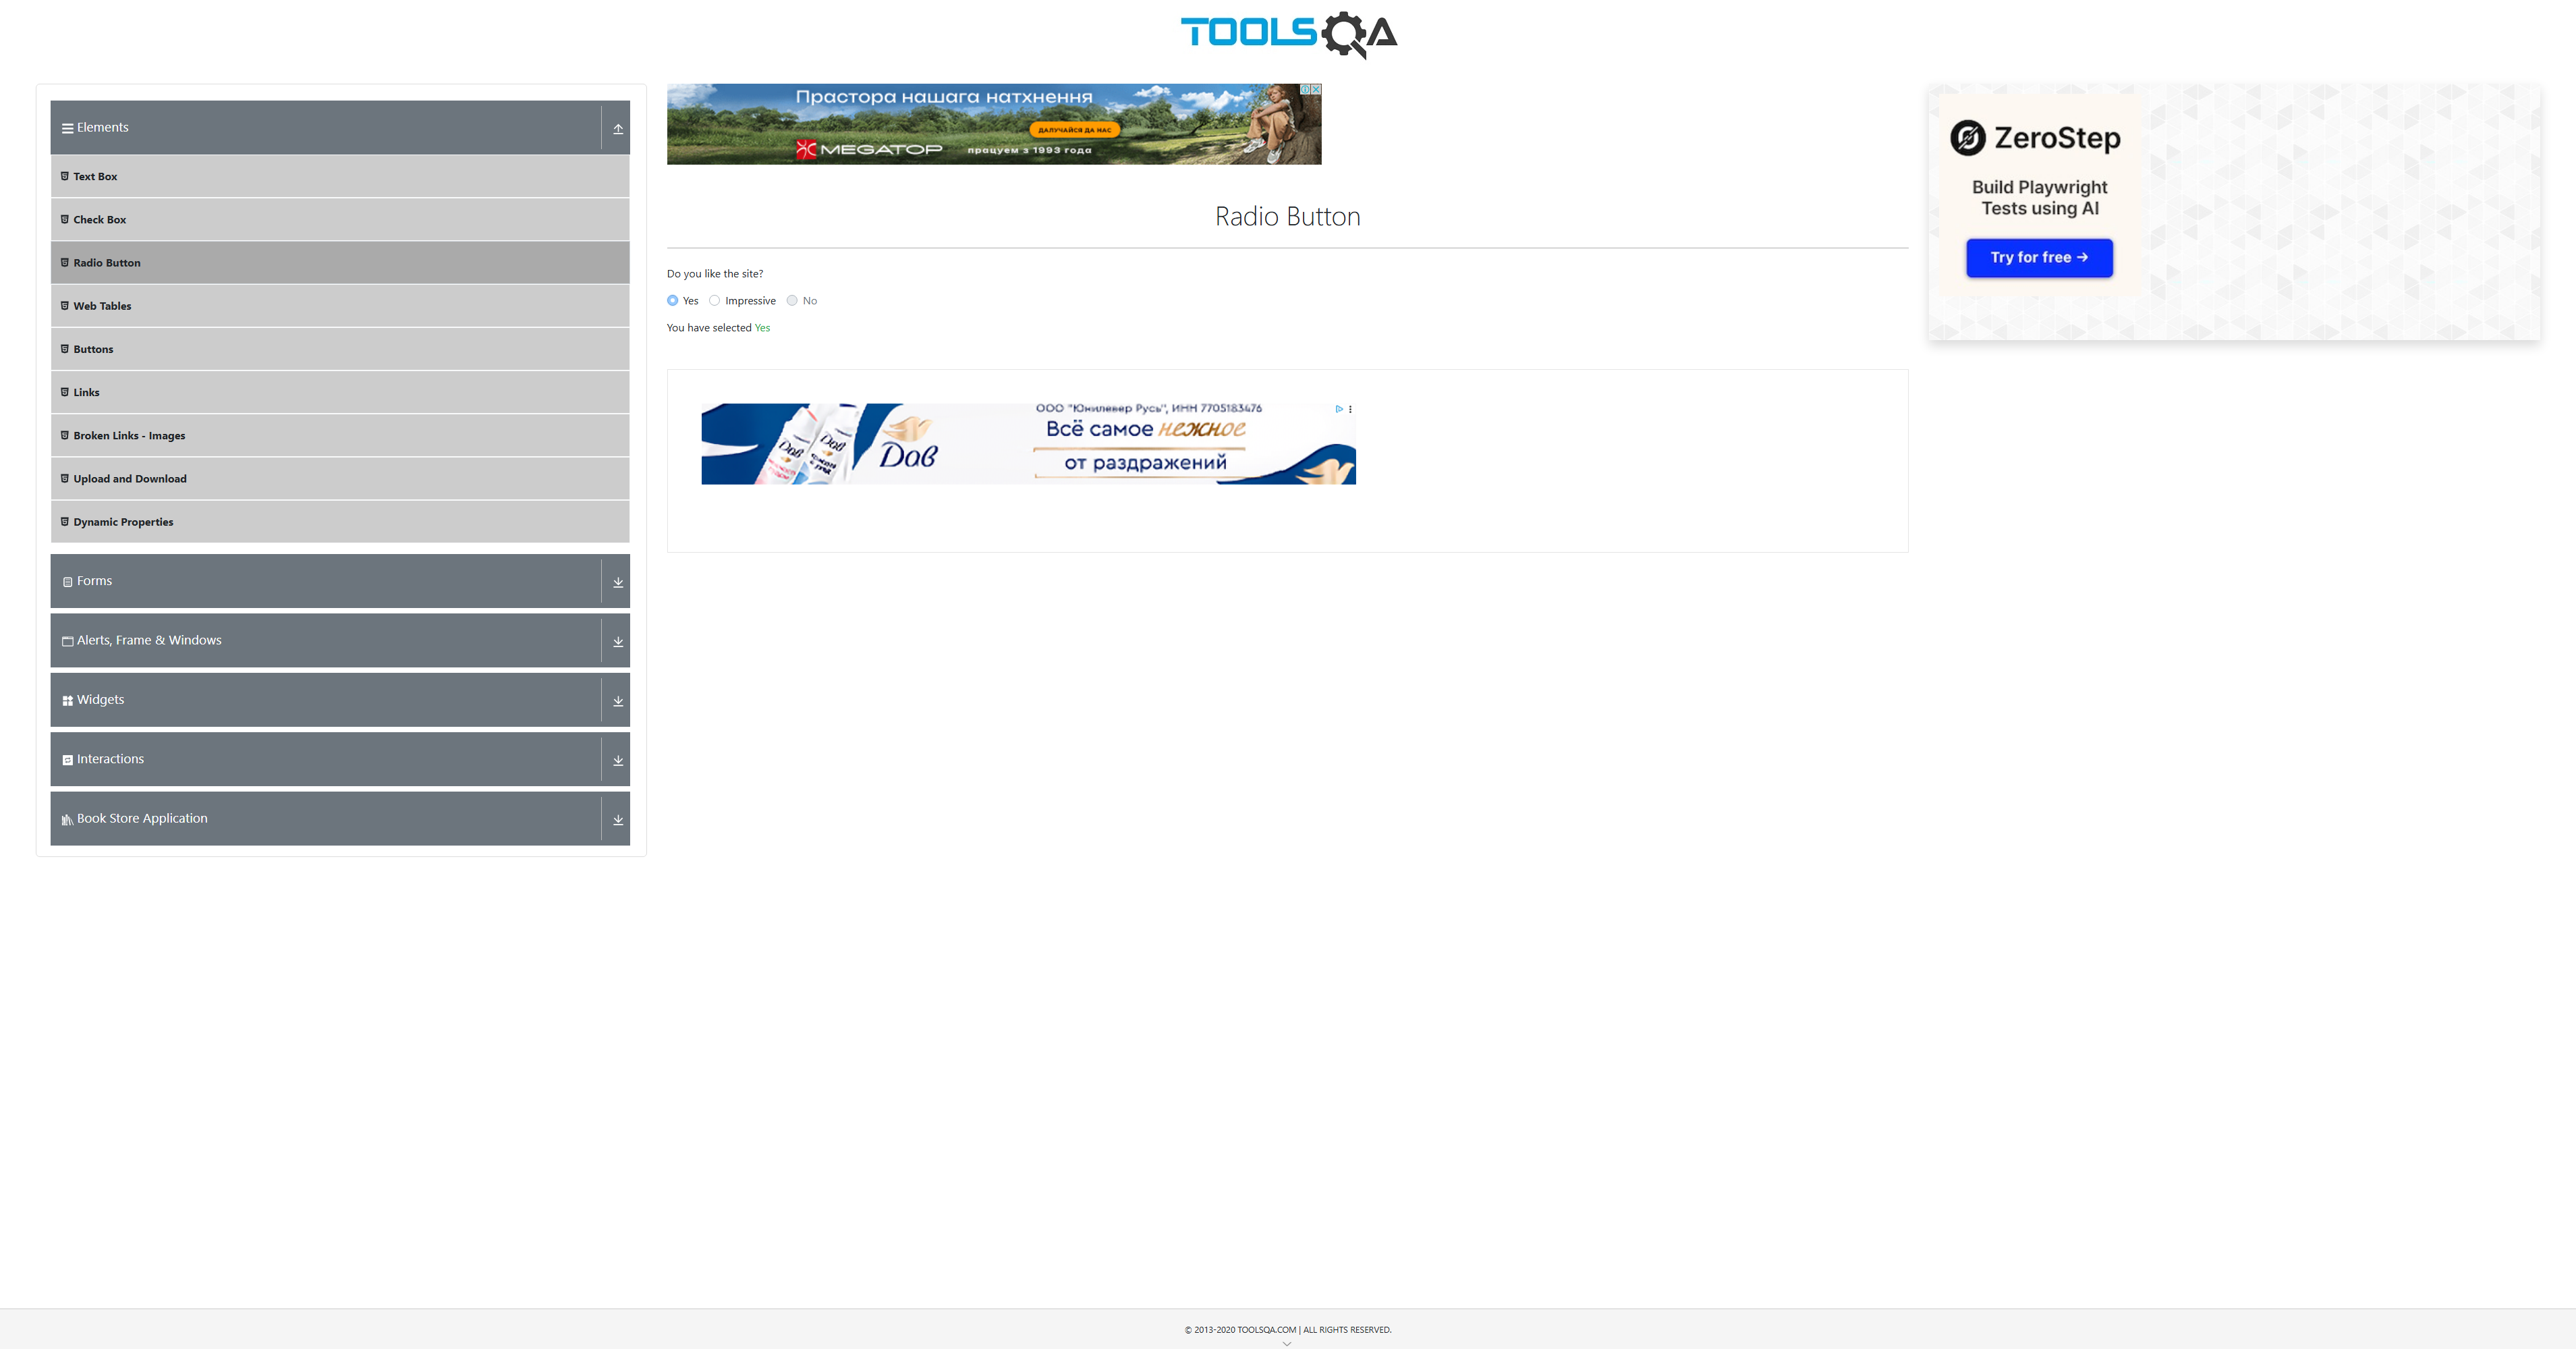 TOOLSQA
Elements
Text Box
Check Box
Radio Button
Web Tables
Buttons
Links
Broken Links - Images
Upload and Download
Dynamic Properties
Forms
Alerts, Frame & Windows
Widgets
Interactions
Book Store Application
Прастора нашага натхнення
ДАЛУЧАЙСЯ ДА НАС
MEGATOP працуем з 1993 года
Radio Button
Do you like the site?
Yes Impressive No
You have selected Yes
ООО "Юнилевер Русь", ИНН 7705183476
Всё самое нежное
от раздражений
Дав
Дав
Дав
ZeroStep
Build Playwright
Tests using AI
Try for free →
© 2013-2020 TOOLSQA.COM | ALL RIGHTS RESERVED.